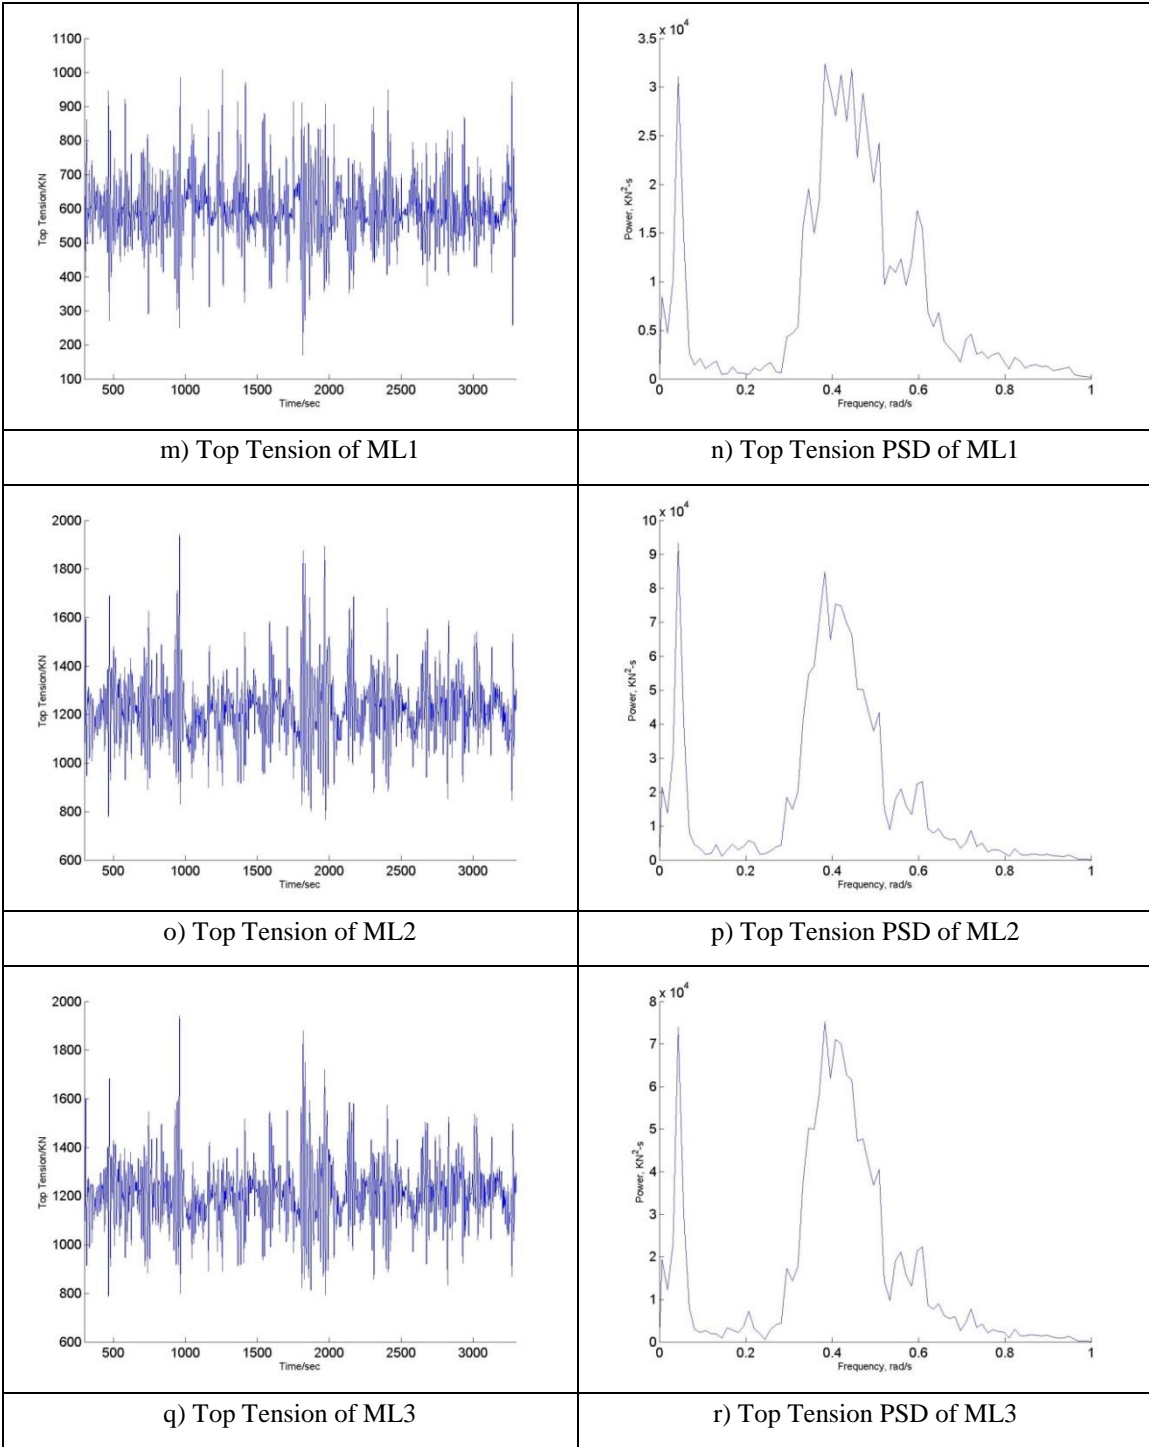 1100
1000
900
800
700
600
500
400
300
200
100
Top Tension/KN
500 1000 1500 2000 2500 3000
Time/sec
x 10^4
3.5
3
2.5
2
1.5
1
0.5
0
Power, KN^2-s
0 0.2 0.4 0.6 0.8 1
Frequency, rad/s
m) Top Tension of ML1
n) Top Tension PSD of ML1
2000
1800
1600
1400
1200
1000
800
600
Top Tension/KN
500 1000 1500 2000 2500 3000
Time/sec
x 10^4
10
9
8
7
6
5
4
3
2
1
0
Power, KN^2-s
0 0.2 0.4 0.6 0.8 1
Frequency, rad/s
o) Top Tension of ML2
p) Top Tension PSD of ML2
2000
1800
1600
1400
1200
1000
800
600
Top Tension/KN
500 1000 1500 2000 2500 3000
Time/sec
x 10^4
8
7
6
5
4
3
2
1
0
Power, KN^2-s
0 0.2 0.4 0.6 0.8 1
Frequency, rad/s
q) Top Tension of ML3
r) Top Tension PSD of ML3